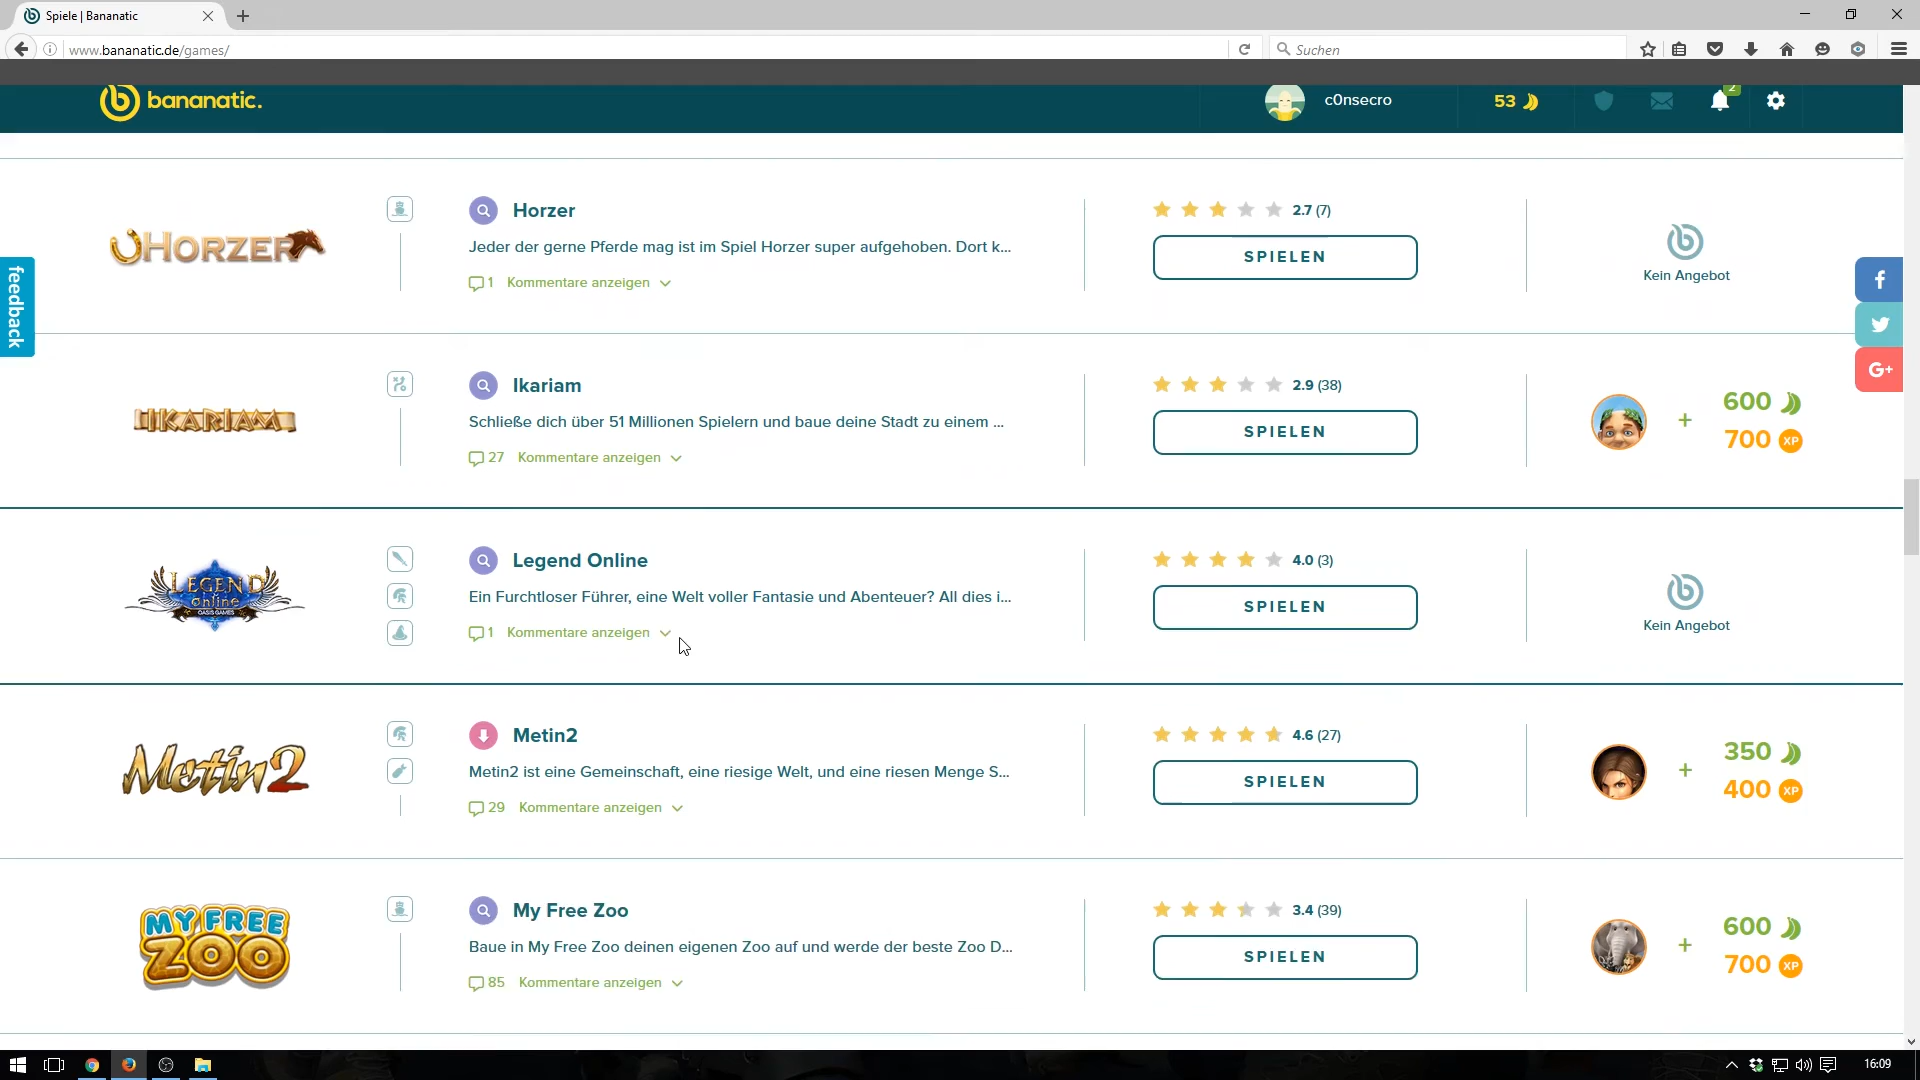 Spiele | Bananatic
www.bananatic.de/games/
Suchen
bananatic.
c0nsecro
53
2
feedback
HORZER
Horzer
Jeder der gerne Pferde mag ist im Spiel Horzer super aufgehoben. Dort k...
1 Kommentare anzeigen
2.7 (7)
SPIELEN
Kein Angebot
f
G+
IKARIAM
Ikariam
Schließe dich über 51 Millionen Spielern und baue deine Stadt zu einem ...
27 Kommentare anzeigen
2.9 (38)
SPIELEN
+
600
700 XP
LEGEND
online
OASIS GAMES
Legend Online
Ein Furchtloser Führer, eine Welt voller Fantasie und Abenteuer? All dies i...
1 Kommentare anzeigen
4.0 (3)
SPIELEN
Kein Angebot
Metin2
Metin2
Metin2 ist eine Gemeinschaft, eine riesige Welt, und eine riesen Menge S...
29 Kommentare anzeigen
4.6 (27)
SPIELEN
+
350
400 XP
MY FREE
ZOO
My Free Zoo
Baue in My Free Zoo deinen eigenen Zoo auf und werde der beste Zoo D...
85 Kommentare anzeigen
3.4 (39)
SPIELEN
+
600
700 XP
16:09